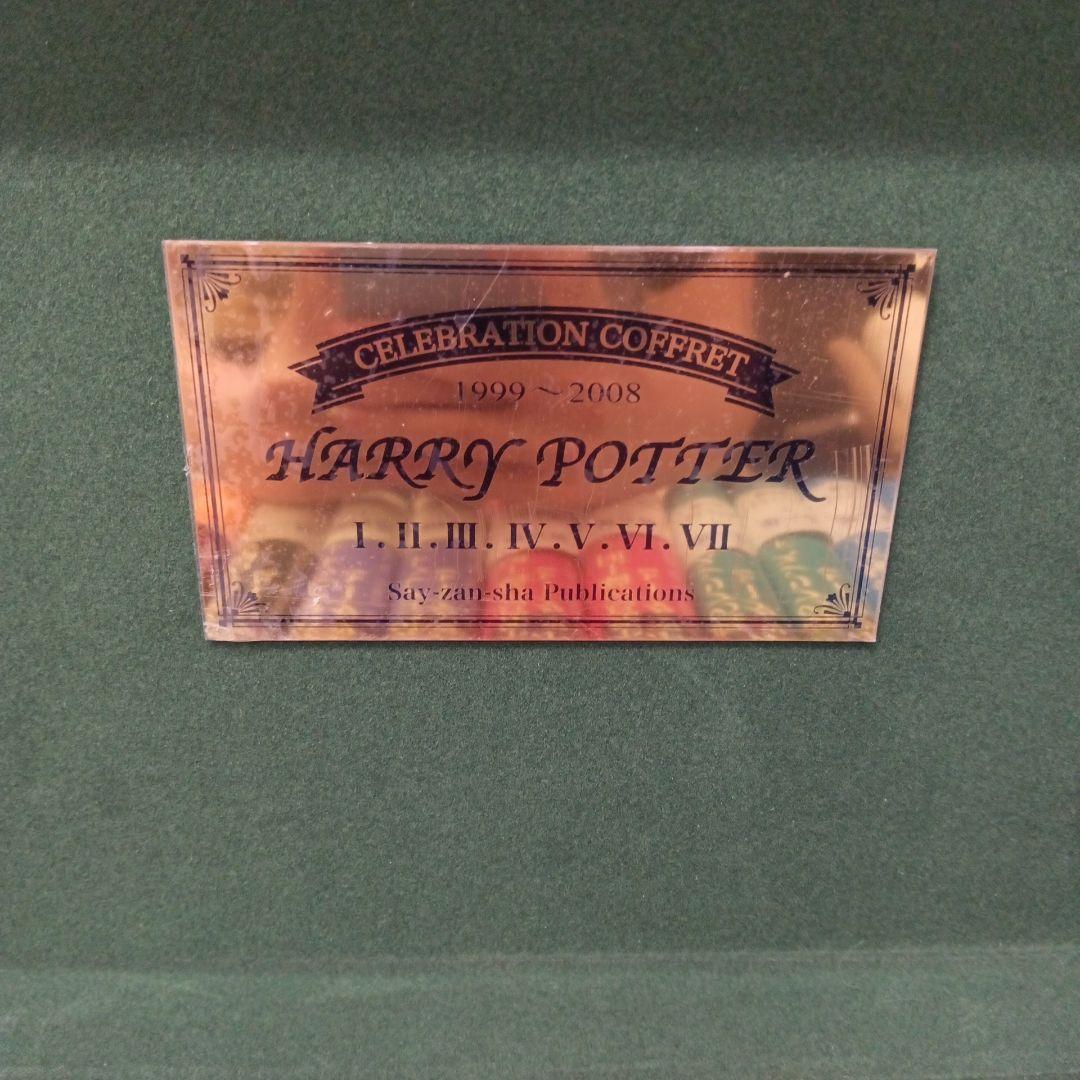 CELEBRATION COFFRET
1999～2008
HARRY POTTER
I.II.III.IV.V.VI.VII
Say-zan-sha Publications